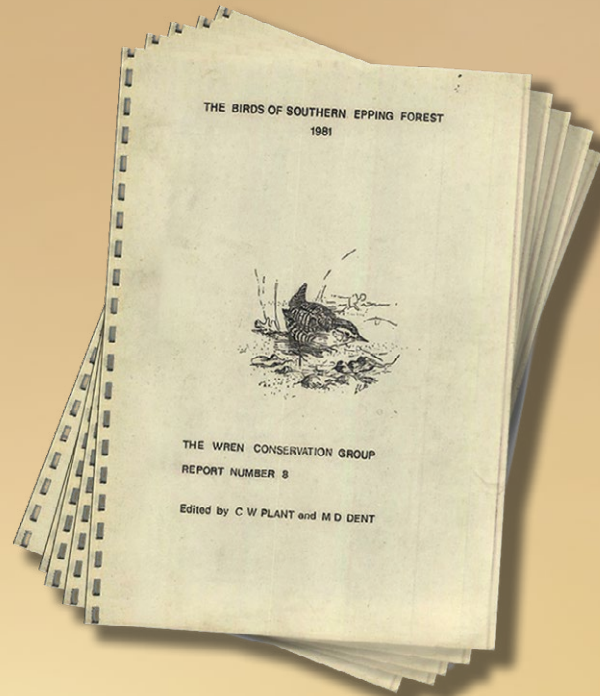 THE BIRDS OF SOUTHERN EPPING FOREST
1981
THE WREN CONSERVATION GROUP
REPORT NUMBER 8
Edited by C W PLANT and M D DENT